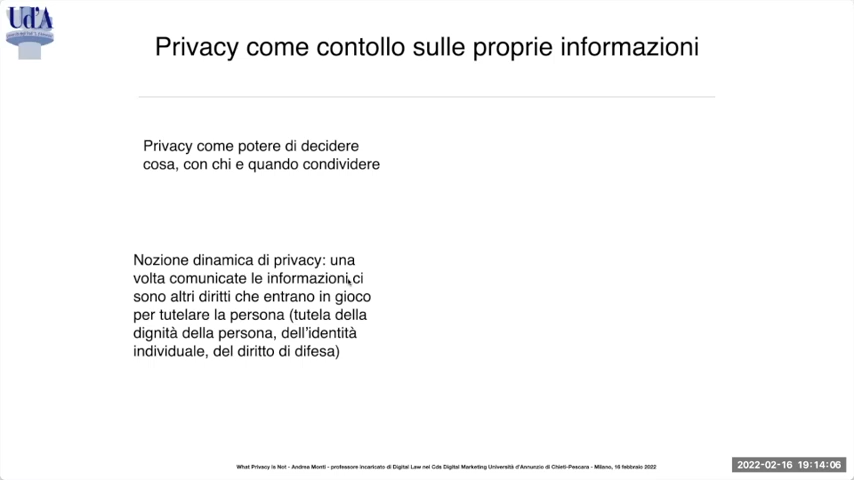 Ud'A
Privacy come contollo sulle proprie informazioni
Privacy come potere di decidere
cosa, con chi e quando condividere
Nozione dinamica di privacy: una
volta comunicate le informazioni ci
sono altri diritti che entrano in gioco
per tutelare la persona (tutela della
dignità della persona, dell'identità
individuale, del diritto di difesa)
What Privacy Is Not - Andrea Monti - professore incaricato di Digital Law nel Cds Digital Marketing Università d'Annunzio di Chieti-Pescara - Milano, 16 febbraio 2022
2022-02-16 19:14:06